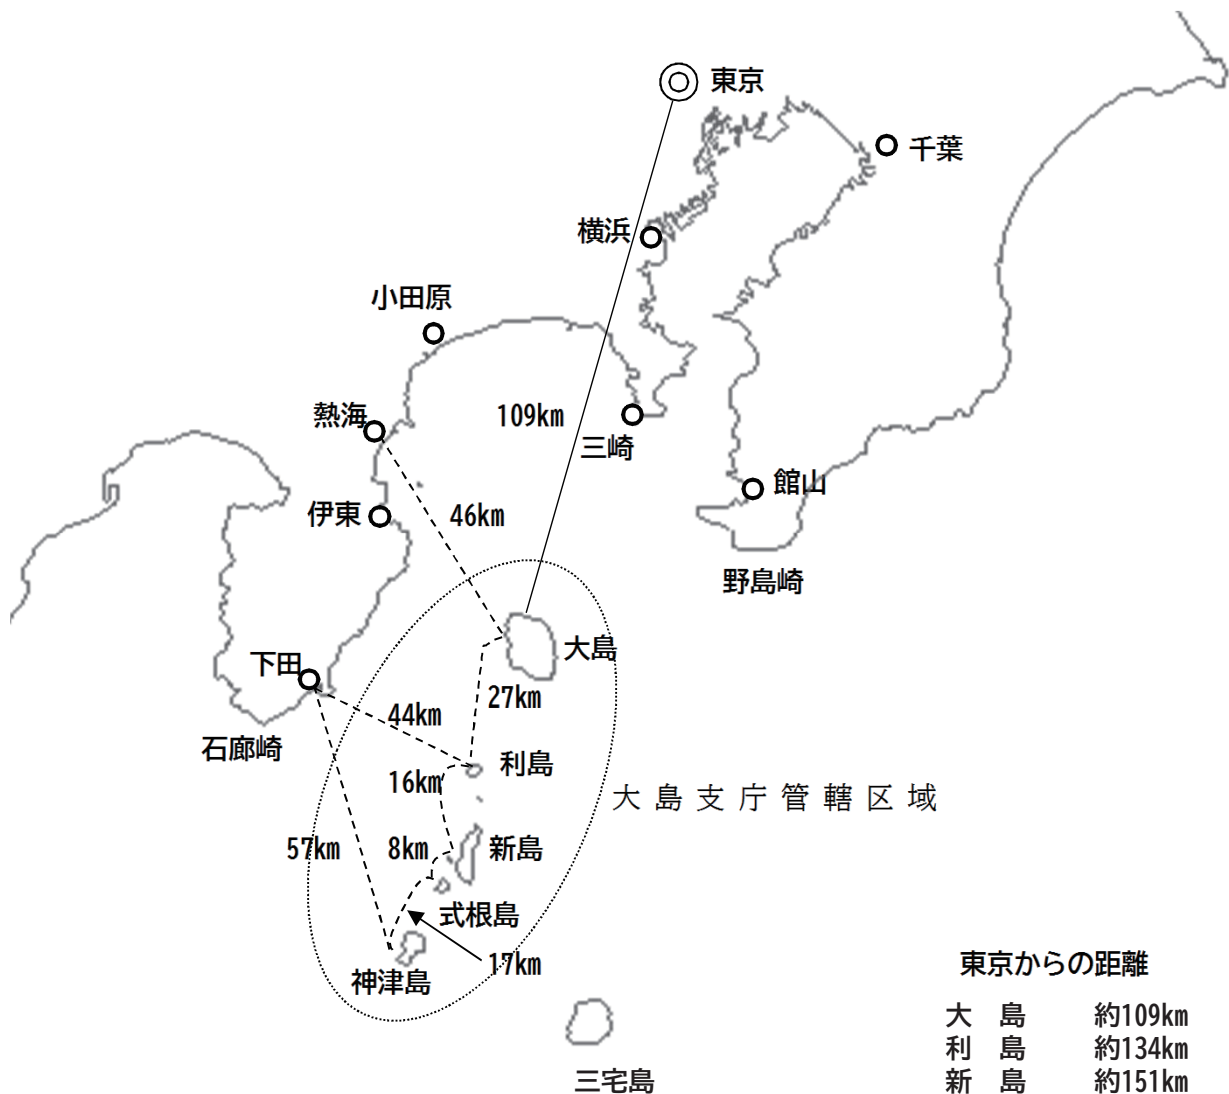 東京
千葉
横浜
小田原
熱海
109km
三崎
館山
伊東
46km
野島崎
大島
下田
27km
44km
石廊崎
利島
16km
大島支庁管轄区域
57km
8km
新島
式根島
17km
神津島
三宅島
東京からの距離
大　島　約109km
利　島　約134km
新　島　約151km